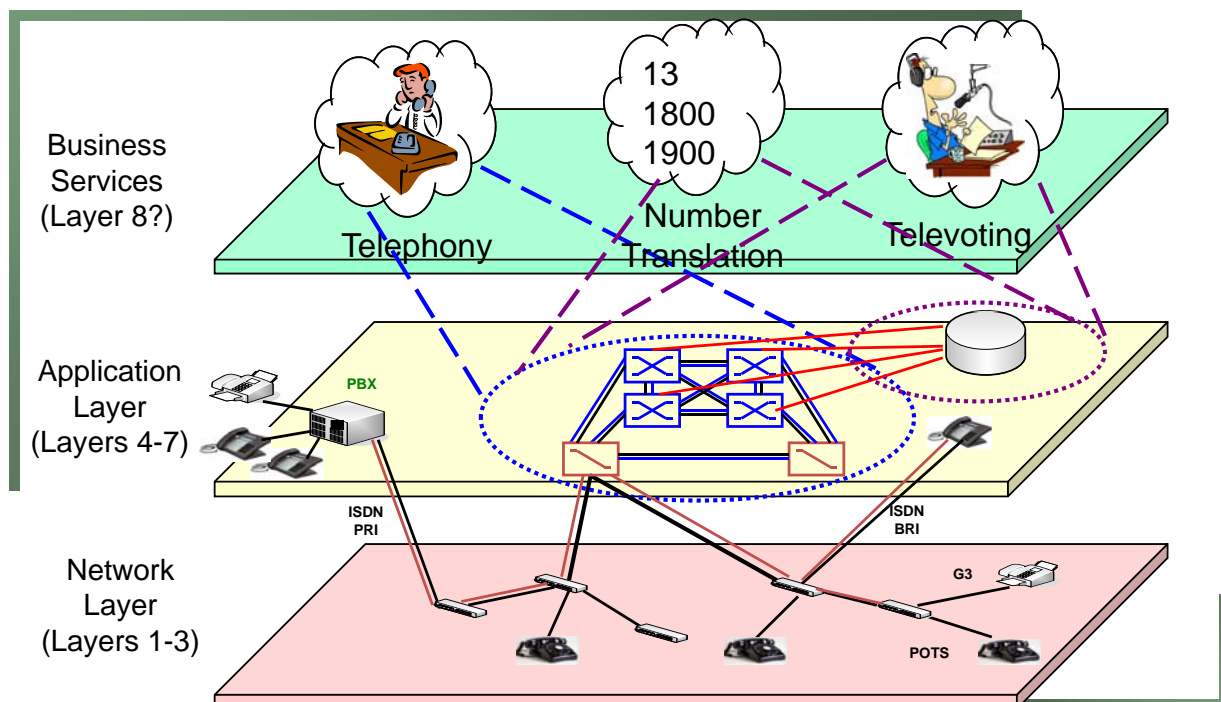 Business
Services
(Layer 8?)
13
1800
1900
Telephony
Number
Translation
Televoting
Application
Layer
(Layers 4-7)
PBX
ISDN
PRI
ISDN
BRI
Network
Layer
(Layers 1-3)
G3
POTS